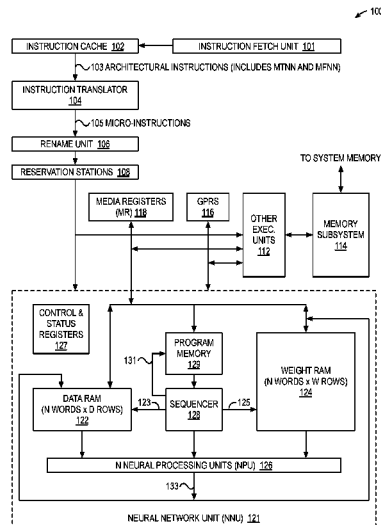 100
INSTRUCTION CACHE 102
INSTRUCTION FETCH UNIT 101
103 ARCHITECTURAL INSTRUCTIONS (INCLUDES MTNN AND MFNN)
INSTRUCTION TRANSLATOR
104
105 MICRO-INSTRUCTIONS
RENAME UNIT 106
RESERVATION STATIONS 108
TO SYSTEM MEMORY
MEDIA REGISTERS
(MR) 118
GPRS
116
OTHER
EXEC.
UNITS
112
MEMORY
SUBSYSTEM
114
CONTROL &
STATUS
REGISTERS
127
131
PROGRAM
MEMORY
129
WEIGHT RAM
(N WORDS x W ROWS)
124
DATA RAM
(N WORDS x D ROWS)
122
123
SEQUENCER
128
125
N NEURAL PROCESSING UNITS (NPU) 126
133
NEURAL NETWORK UNIT (NNU) 121